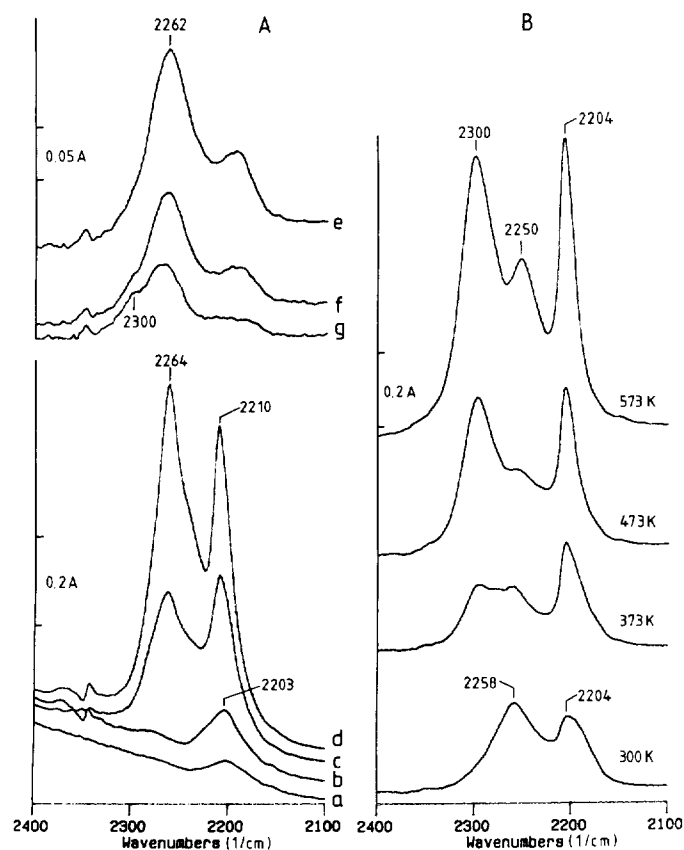 A
2262
0.05 A
e
f
2300
g
2264
2210
0.2 A
2203
d
c
b
a
2400 2300 2200 2100
Wavenumbers (1/cm)
B
2300
2204
2250
0.2 A
573 K
473 K
373 K
2258
2204
300 K
2400 2300 2200 2100
Wavenumbers (1/cm)